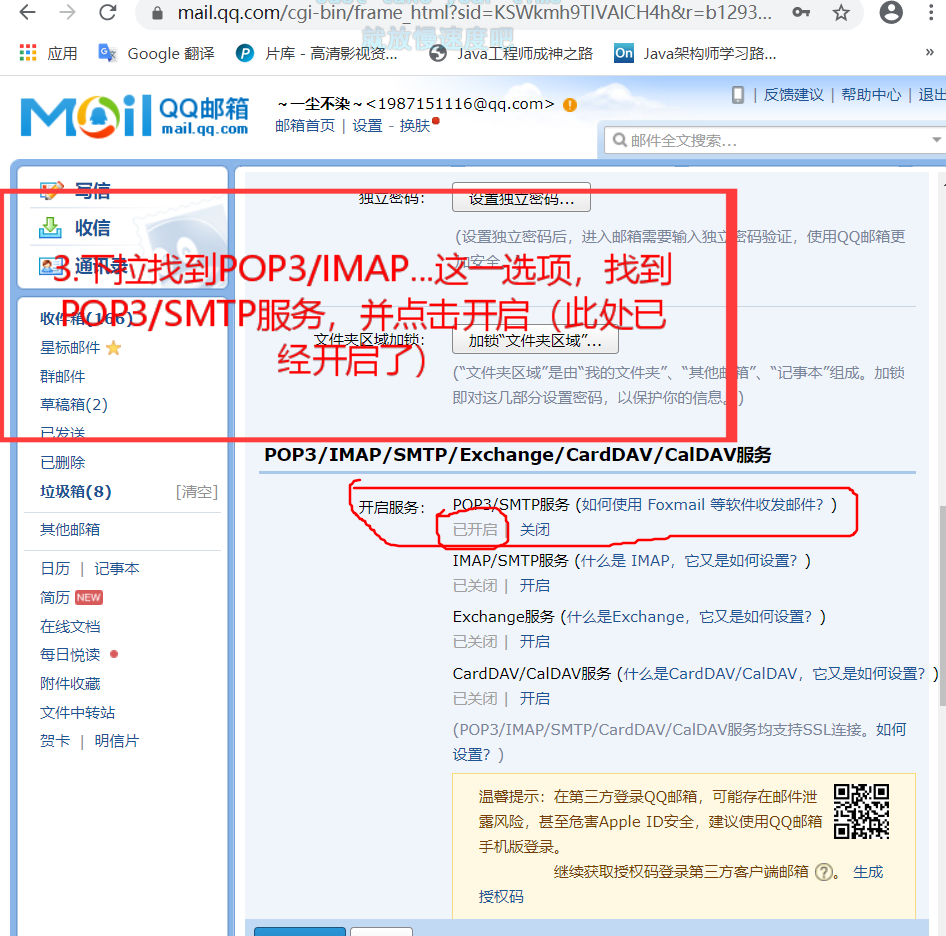 mail.qq.com/cgi-bin/frame_html?sid=KSWkmh9TIVAICH4h&r=b1293...
就放慢速度吧
应用 Google 翻译 片库 - 高清影视资... Java工程师成神之路 On Java架构师学习路... »
Mail QQ邮箱 mail.qq.com
~一尘不染~<1987151116@qq.com>
反馈建议 | 帮助中心 | 退出
邮箱首页 | 设置 - 换肤
邮件全文搜索...
写信
收信
通讯录
收件箱(166)
星标邮件
群邮件
草稿箱(2)
已发送
已删除
垃圾箱(8) [清空]
其他邮箱
日历 | 记事本
简历 NEW
在线文档
每日悦读
附件收藏
文件中转站
贺卡 | 明信片
独立密码： 设置独立密码...
(设置独立密码后，进入邮箱需要输入独立密码验证，使用QQ邮箱更
加安全
3.下拉找到POP3/IMAP...这一选项，找到
POP3/SMTP服务，并点击开启（此处已
经开启了）
文件夹区域加锁： 加锁“文件夹区域”...
(“文件夹区域”是由“我的文件夹”、“其他邮箱”、“记事本”组成。加锁
即对这几部分设置密码，以保护你的信息。)
POP3/IMAP/SMTP/Exchange/CardDAV/CalDAV服务
开启服务： POP3/SMTP服务 (如何使用 Foxmail 等软件收发邮件？)
已开启 | 关闭
IMAP/SMTP服务 (什么是 IMAP，它又是如何设置？)
已关闭 | 开启
Exchange服务 (什么是Exchange，它又是如何设置？)
已关闭 | 开启
CardDAV/CalDAV服务 (什么是CardDAV/CalDAV，它又是如何设置？)
已关闭 | 开启
(POP3/IMAP/SMTP/CardDAV/CalDAV服务均支持SSL连接。如何
设置？)
温馨提示：在第三方登录QQ邮箱，可能存在邮件泄
露风险，甚至危害Apple ID安全，建议使用QQ邮箱
手机版登录。
继续获取授权码登录第三方客户端邮箱 ?。 生成
授权码